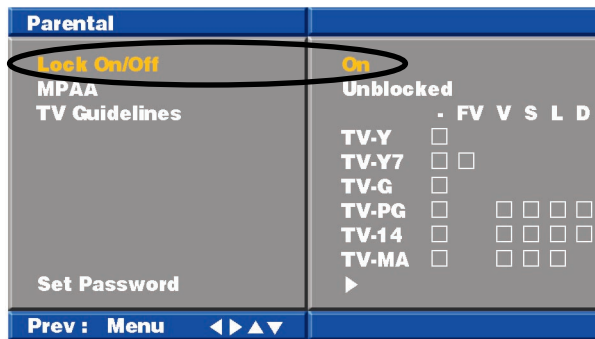 Parental
Lock On/Off On
MPAA Unblocked
TV Guidelines - FV V S L D
TV-Y
TV-Y7
TV-G
TV-PG
TV-14
TV-MA
Set Password
Prev : Menu